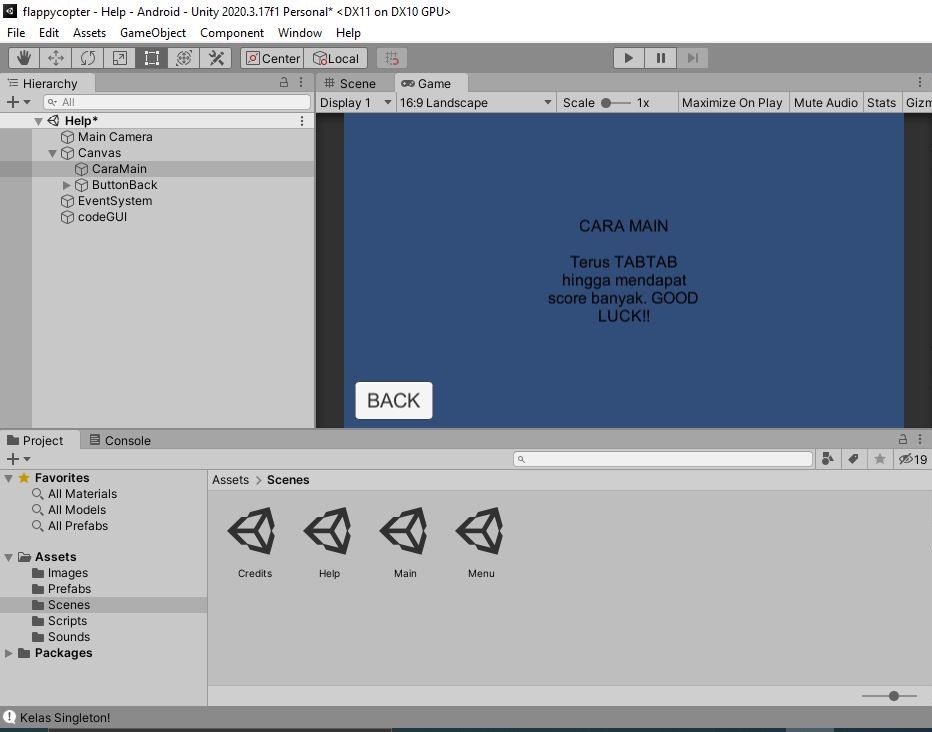 flappycopter - Help - Android - Unity 2020.3.17f1 Personal* <DX11 on DX10 GPU>
File Edit Assets GameObject Component Window Help
Center Local
Hierarchy
All
Help*
Main Camera
Canvas
CaraMain
ButtonBack
EventSystem
codeGUI
Scene Game
Display 1 16:9 Landscape Scale 1x Maximize On Play Mute Audio Stats Gizm
CARA MAIN
Terus TABTAB
hingga mendapat
score banyak. GOOD
LUCK!!
BACK
Project Console
19
Favorites
All Materials
All Models
All Prefabs
Assets
Images
Prefabs
Scenes
Scripts
Sounds
Packages
Assets > Scenes
Credits Help Main Menu
Kelas Singleton!